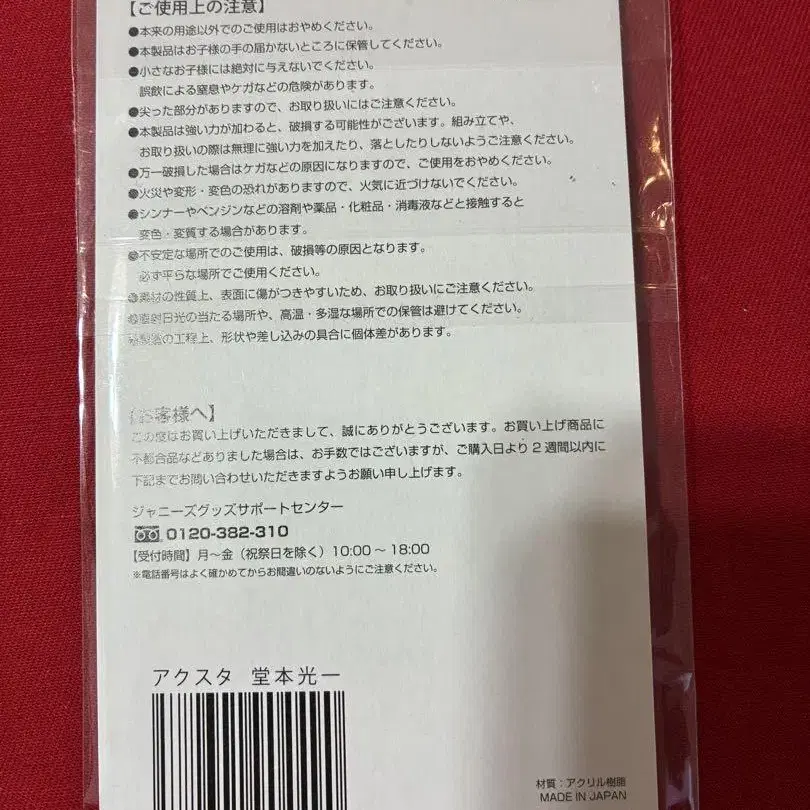 【ご使用上の注意】
●本来の用途以外でのご使用はおやめください。
●本製品はお子様の手の届かないところに保管してください。
●小さなお子様には絶対に与えないでください。
誤飲による窒息やケガなどの危険があります。
●尖った部分がありますので、お取り扱いにはご注意ください。
●本製品は強い力が加わると、破損する可能性がございます。組み立てや、
お取り扱いの際は無理に強い力を加えたり、落としたりしないようご注意ください。
●万一破損した場合はケガなどの原因になりますので、ご使用をおやめください。
●火災や変形・変色の恐れがありますので、火気に近づけないでください。
●シンナーやベンジンなどの溶剤や薬品・化粧品・消毒液などと接触すると
変色・変質する場合があります。
●不安定な場所でのご使用は、破損等の原因となります。
必ず平らな場所でご使用ください。
●素材の性質上、表面に傷がつきやすいため、お取り扱いにご注意ください。
●直射日光の当たる場所や、高温・多湿な場所での保管は避けてください。
●製造の工程上、形状や差し込みの具合に個体差があります。
【お客様へ】
この度はお買い上げいただきまして、誠にありがとうございます。お買い上げ商品に
不都合品などありました場合は、お手数ではございますが、ご購入日より2週間以内に
下記までお問い合わせいただきますようお願い申し上げます。
ジャニーズグッズサポートセンター
0120-382-310
【受付時間】月〜金（祝祭日を除く）10:00〜18:00
※電話番号はよく確かめてからお間違いのないようにご注意ください。
アクスタ 堂本光一
材質：アクリル樹脂
MADE IN JAPAN